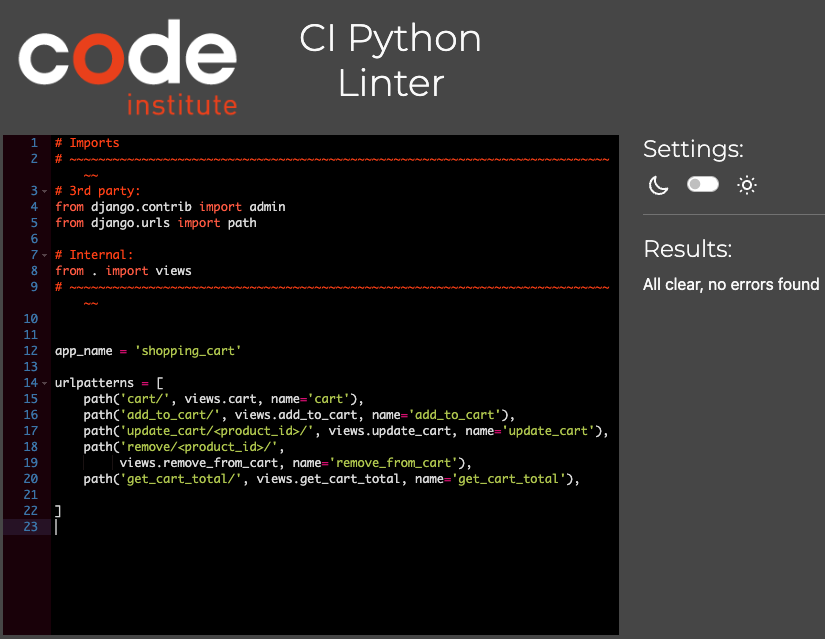 code
institute
CI Python
Linter
1 # Imports
2 # ~~~~~~~~~~~~~~~~~~~~~~~~~~~~~~~~~~~~~~~~~~~~~~~~~~~~~~~~~~~~~~~~~~~~~~~~~~~
~~
3 # 3rd party:
4 from django.contrib import admin
5 from django.urls import path
6
7 # Internal:
8 from . import views
9 # ~~~~~~~~~~~~~~~~~~~~~~~~~~~~~~~~~~~~~~~~~~~~~~~~~~~~~~~~~~~~~~~~~~~~~~~~~~~
~~
10
11
12 app_name = 'shopping_cart'
13
14 urlpatterns = [
15     path('cart/', views.cart, name='cart'),
16     path('add_to_cart/', views.add_to_cart, name='add_to_cart'),
17     path('update_cart/<product_id>/', views.update_cart, name='update_cart'),
18     path('remove/<product_id>/',
19          views.remove_from_cart, name='remove_from_cart'),
20     path('get_cart_total/', views.get_cart_total, name='get_cart_total'),
21
22 ]
23
Settings:
Results:
All clear, no errors found